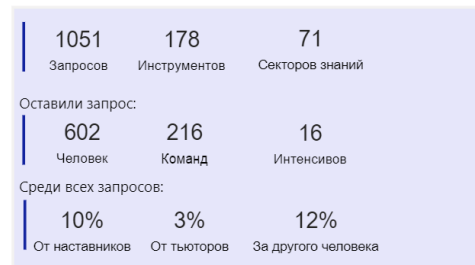 1051 178 71
Запросов Инструментов Секторов знаний
Оставили запрос:
602 216 16
Человек Команд Интенсивов
Среди всех запросов:
10% 3% 12%
От наставников От тьюторов За другого человека